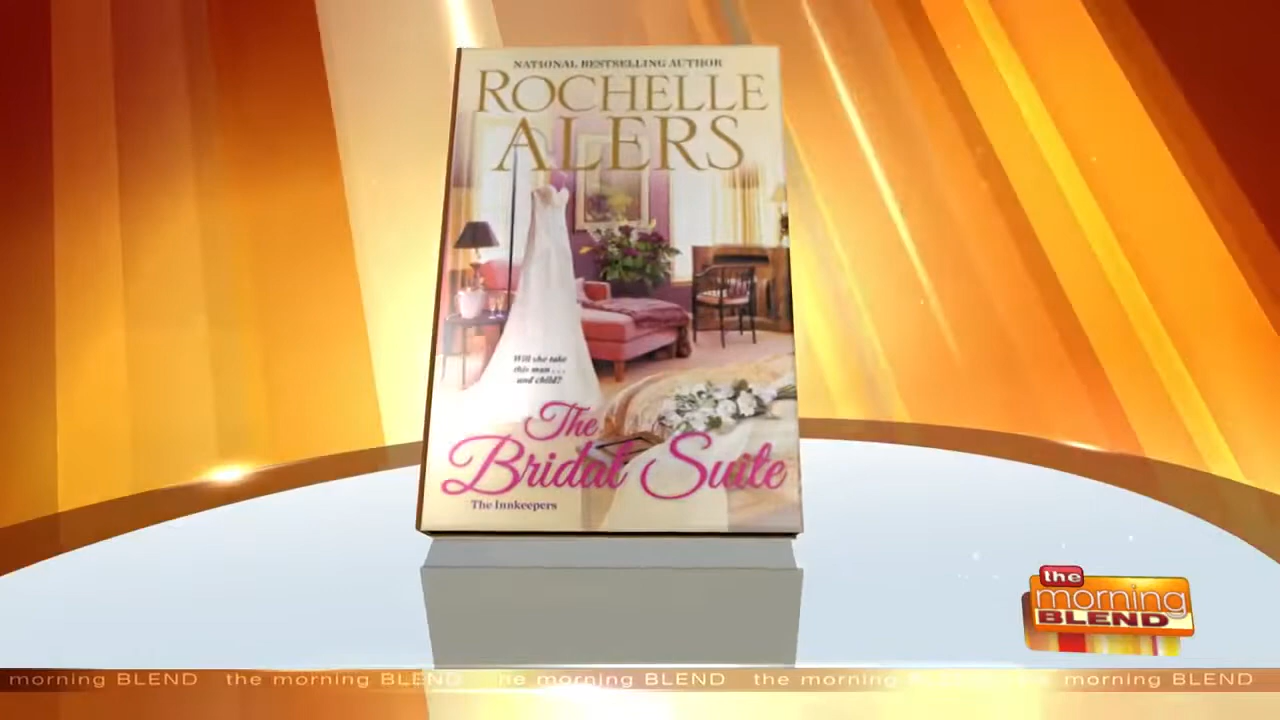 NATIONAL BESTSELLING AUTHOR
ROCHELLE
ALERS
Will she take
this man . . .
and child?
The
Bridal Suite
The Innkeepers
the
morning
BLEND
morning BLEND the morning BLEND the morning BLEND the morning BLEND the morning BLEND